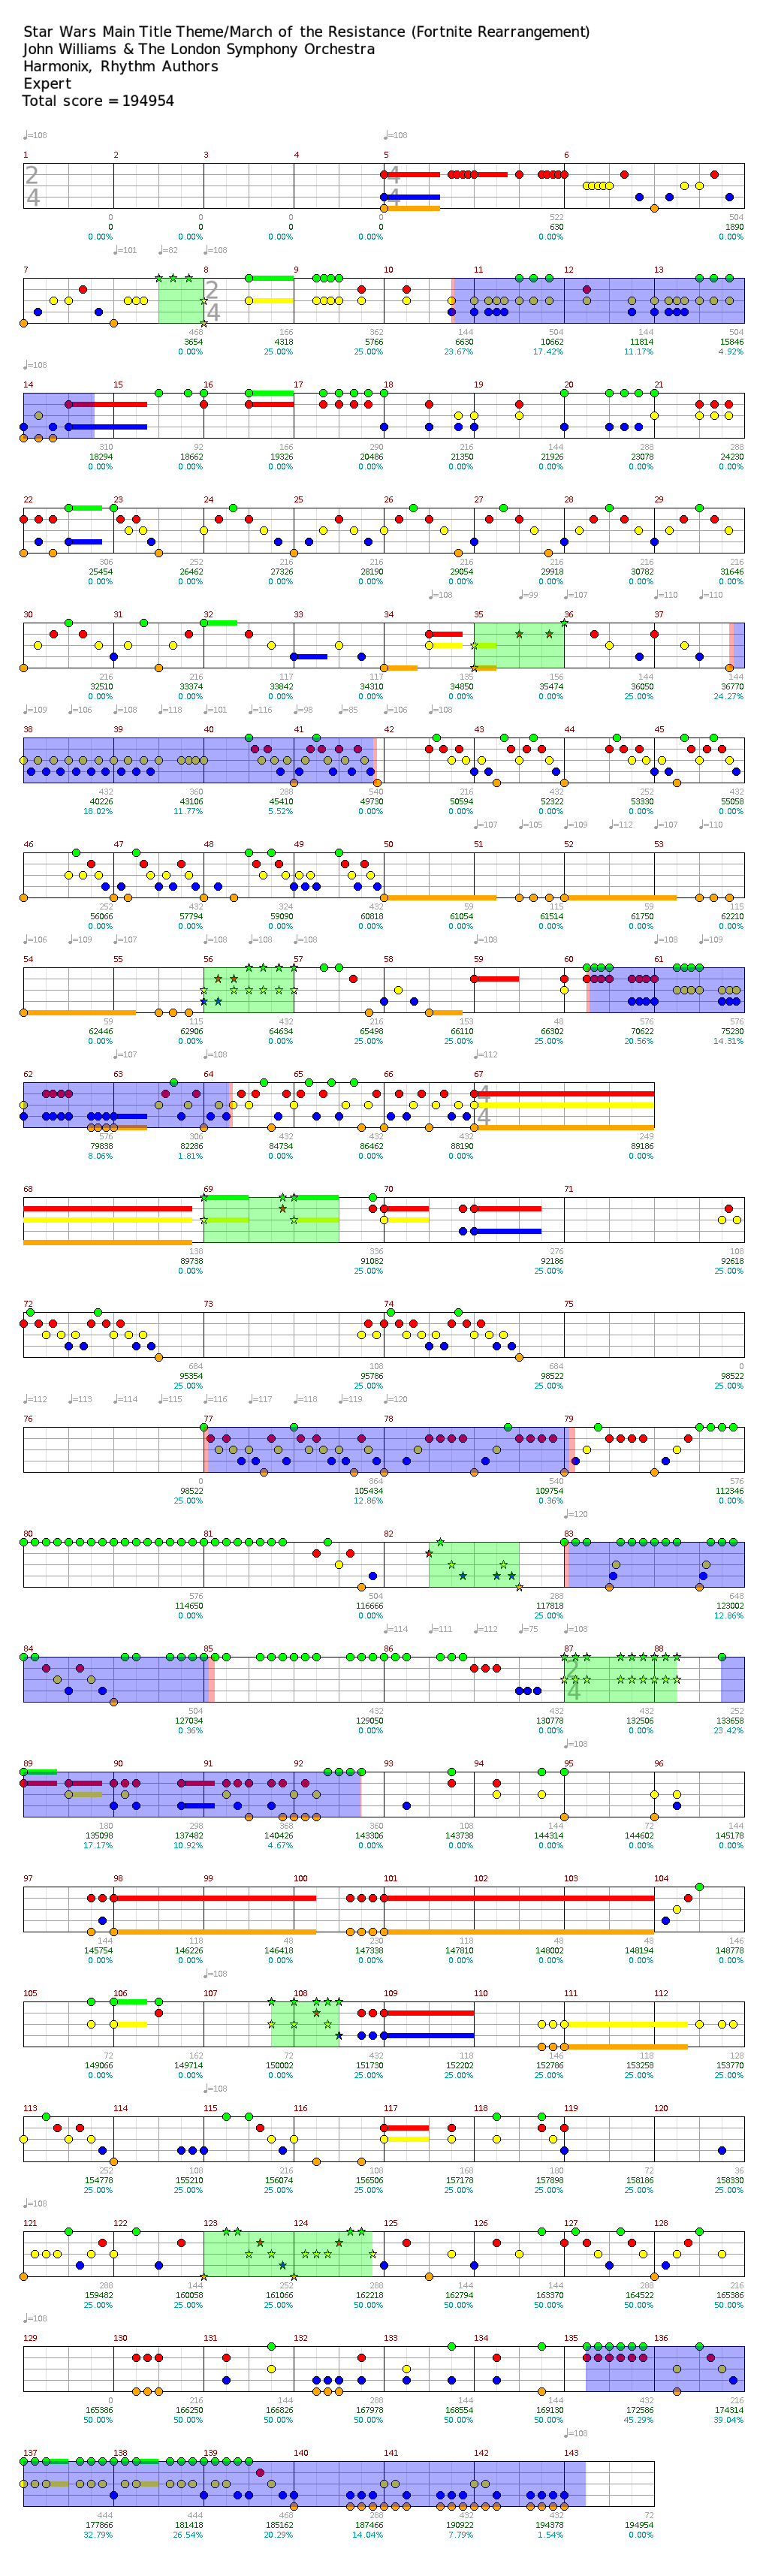 Star Wars Main Title Theme/March of the Resistance (Fortnite Rearrangement)
John Williams & The London Symphony Orchestra
Harmonix, Rhythm Authors
Expert
Total score = 194954
♩=108 ♩=108
1 2 3 4 5 6
2 4
4 4
0 0 0 0 522 504
0 0 0 0 630 1890
0.00% 0.00% 0.00% 0.00% 0.00% 0.00%
♩=101 ♩=82 ♩=108
7 8 9 10 11 12 13
2
4
468 166 362 144 504 144 504
3654 4318 5766 6630 10662 11814 15846
0.00% 25.00% 25.00% 23.67% 17.42% 11.17% 4.92%
♩=108
14 15 16 17 18 19 20 21
310 92 166 290 216 144 288 288
18294 18662 19326 20486 21350 21926 23078 24230
0.00% 0.00% 0.00% 0.00% 0.00% 0.00% 0.00% 0.00%
22 23 24 25 26 27 28 29
306 252 216 216 216 216 216 216
25454 26462 27326 28190 29054 29918 30782 31646
0.00% 0.00% 0.00% 0.00% 0.00% 0.00% 0.00% 0.00%
♩=108 ♩=99 ♩=107 ♩=110 ♩=110
30 31 32 33 34 35 36 37
216 216 117 117 135 156 144 144
32510 33374 33842 34310 34850 35474 36050 36770
0.00% 0.00% 0.00% 0.00% 0.00% 0.00% 25.00% 24.27%
♩=109 ♩=106 ♩=108 ♩=118 ♩=101 ♩=116 ♩=98 ♩=85 ♩=106 ♩=108
38 39 40 41 42 43 44 45
432 360 288 540 216 432 252 432
40226 43106 45410 49730 50594 52322 53330 55058
18.02% 11.77% 5.52% 0.00% 0.00% 0.00% 0.00% 0.00%
♩=107 ♩=105 ♩=109 ♩=112 ♩=107 ♩=110
46 47 48 49 50 51 52 53
252 432 324 432 59 115 59 115
56066 57794 59090 60818 61054 61514 61750 62210
0.00% 0.00% 0.00% 0.00% 0.00% 0.00% 0.00% 0.00%
♩=106 ♩=109 ♩=107 ♩=108 ♩=108 ♩=108 ♩=108 ♩=108 ♩=109
54 55 56 57 58 59 60 61
59 115 432 216 153 48 576 576
62446 62906 64634 65498 66110 66302 70622 75230
0.00% 0.00% 0.00% 25.00% 25.00% 25.00% 20.56% 14.31%
♩=107 ♩=108 ♩=112
62 63 64 65 66 67
4
4
576 306 432 432 432 249
79838 82286 84734 86462 88190 89186
8.06% 1.81% 0.00% 0.00% 0.00% 0.00%
68 69 70 71
138 336 276 108
89738 91082 92186 92618
0.00% 25.00% 25.00% 25.00%
72 73 74 75
684 108 684 0
95354 95786 98522 98522
25.00% 25.00% 25.00% 25.00%
♩=112 ♩=113 ♩=114 ♩=115 ♩=116 ♩=117 ♩=118 ♩=119 ♩=120
76 77 78 79
0 864 540 576
98522 105434 109754 112346
25.00% 12.86% 0.36% 0.00%
♩=120
80 81 82 83
576 504 288 648
114650 116666 117818 123002
0.00% 0.00% 25.00% 12.86%
♩=114 ♩=111 ♩=112 ♩=75 ♩=108
84 85 86 87 88
2
4
504 432 432 432 252
127034 129050 130778 132506 133658
0.36% 0.00% 0.00% 0.00% 23.42%
♩=108
89 90 91 92 93 94 95 96
180 298 368 360 108 144 72 144
135098 137482 140426 143306 143738 144314 144602 145178
17.17% 10.92% 4.67% 0.00% 0.00% 0.00% 0.00% 0.00%
97 98 99 100 101 102 103 104
144 118 48 230 118 48 48 146
145754 146226 146418 147338 147810 148002 148194 148778
0.00% 0.00% 0.00% 0.00% 0.00% 0.00% 0.00% 0.00%
♩=108
105 106 107 108 109 110 111 112
72 162 72 432 118 146 118 128
149066 149714 150002 151730 152202 152786 153258 153770
0.00% 0.00% 0.00% 25.00% 25.00% 25.00% 25.00% 25.00%
♩=108
113 114 115 116 117 118 119 120
252 108 216 108 168 180 72 36
154778 155210 156074 156506 157178 157898 158186 158330
25.00% 25.00% 25.00% 25.00% 25.00% 25.00% 25.00% 25.00%
♩=108
121 122 123 124 125 126 127 128
288 144 252 288 144 144 288 216
159482 160058 161066 162218 162794 163370 164522 165386
25.00% 25.00% 25.00% 50.00% 50.00% 50.00% 50.00% 50.00%
♩=108
129 130 131 132 133 134 135 136
0 216 144 288 144 144 432 216
165386 166250 166826 167978 168554 169130 172586 174314
50.00% 50.00% 50.00% 50.00% 50.00% 50.00% 45.29% 39.04%
♩=108
137 138 139 140 141 142 143
444 444 468 288 432 432 72
177866 181418 185162 187466 190922 194378 194954
32.79% 26.54% 20.29% 14.04% 7.79% 1.54% 0.00%